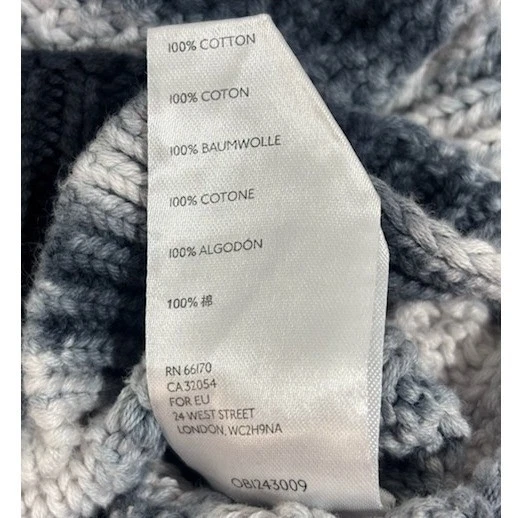 100% COTTON
100% COTON
100% BAUMWOLLE
100% COTONE
100% ALGODÓN
100% 棉
RN 66170
CA 32054
FOR EU
24 WEST STREET
LONDON, WC2H9NA
OB1243009